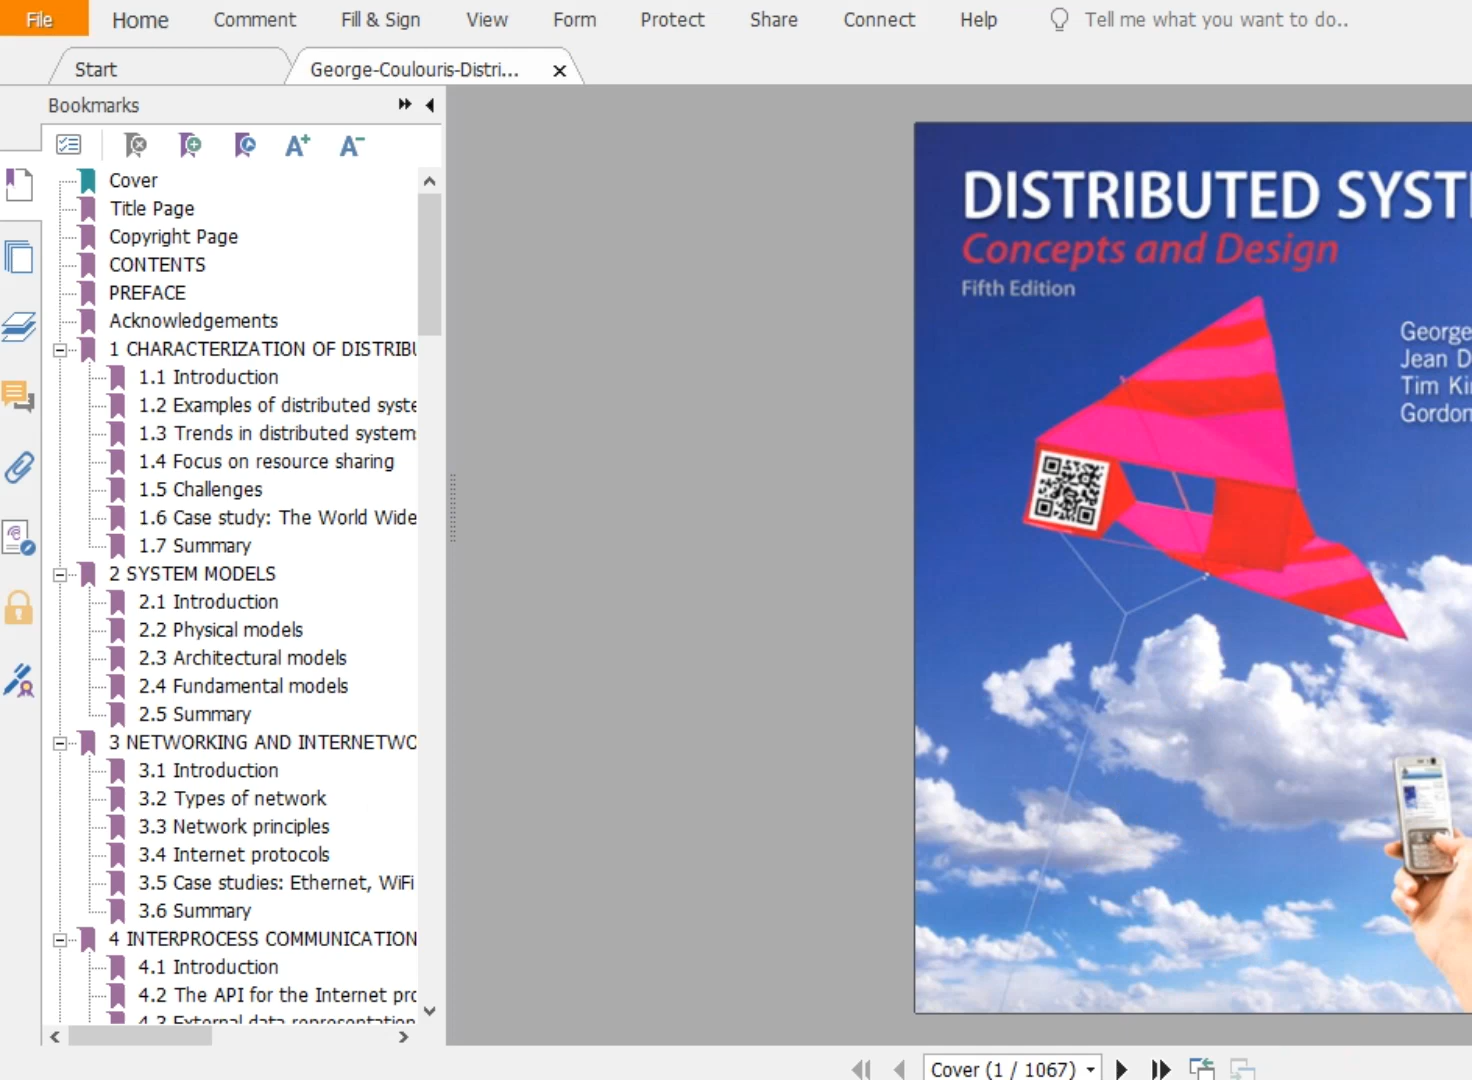 File Home Comment Fill & Sign View Form Protect Share Connect Help Tell me what you want to do..
Start George-Coulouris-Distri...
Bookmarks
Cover
Title Page
Copyright Page
CONTENTS
PREFACE
Acknowledgements
1 CHARACTERIZATION OF DISTRIBU
1.1 Introduction
1.2 Examples of distributed syste
1.3 Trends in distributed system
1.4 Focus on resource sharing
1.5 Challenges
1.6 Case study: The World Wide
1.7 Summary
2 SYSTEM MODELS
2.1 Introduction
2.2 Physical models
2.3 Architectural models
2.4 Fundamental models
2.5 Summary
3 NETWORKING AND INTERNETWO
3.1 Introduction
3.2 Types of network
3.3 Network principles
3.4 Internet protocols
3.5 Case studies: Ethernet, WiFi
3.6 Summary
4 INTERPROCESS COMMUNICATION
4.1 Introduction
4.2 The API for the Internet pro
4.3 External data representation
DISTRIBUTED SYSTE
Concepts and Design
Fifth Edition
George
Jean D
Tim Ki
Gordon
Cover (1 / 1067)